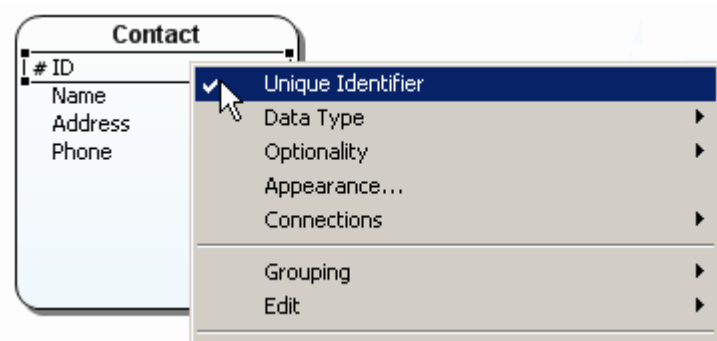 Contact
# ID
Name
Address
Phone
Unique Identifier
Data Type
Optionality
Appearance...
Connections
Grouping
Edit